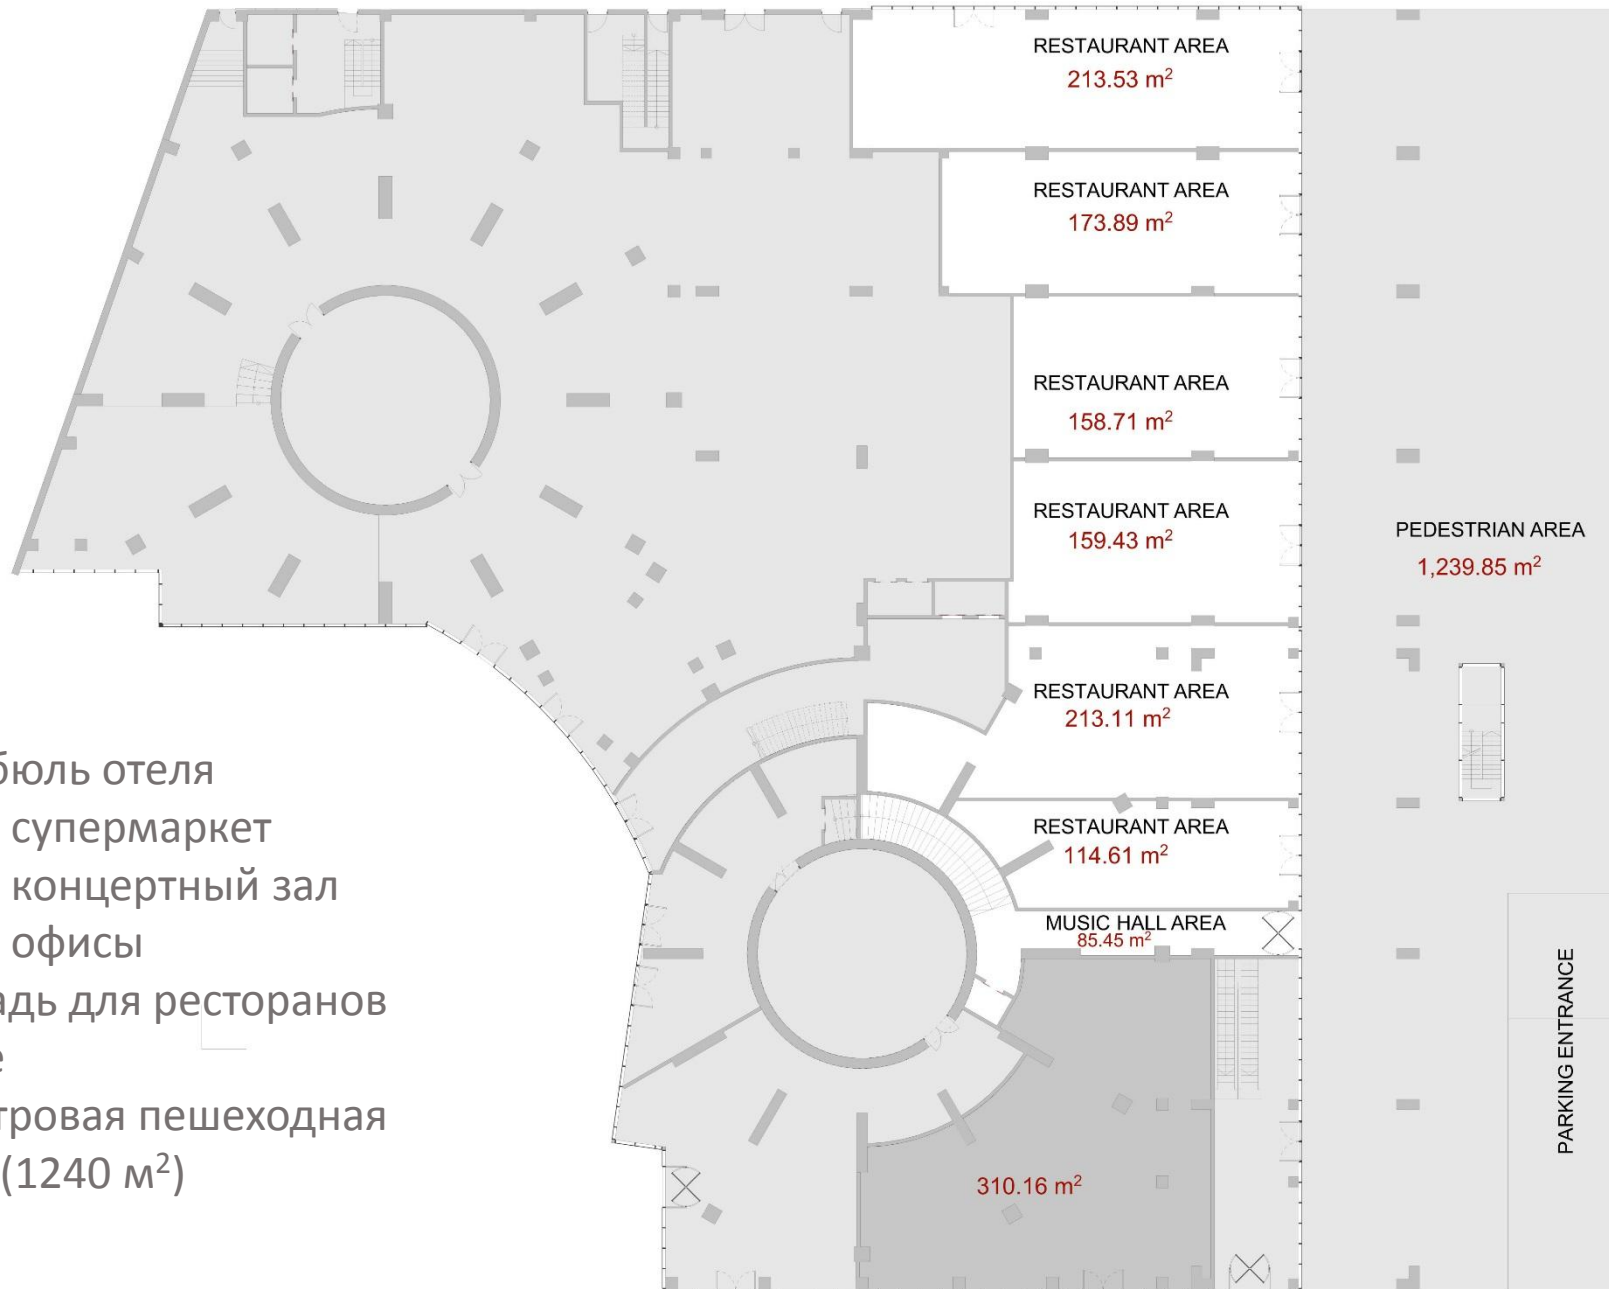 RESTAURANT AREA
213.53 m²
RESTAURANT AREA
173.89 m²
RESTAURANT AREA
158.71 m²
RESTAURANT AREA
159.43 m²
PEDESTRIAN AREA
1,239.85 m²
RESTAURANT AREA
213.11 m²
RESTAURANT AREA
114.61 m²
MUSIC HALL AREA
85.45 m²
310.16 m²
PARKING ENTRANCE
бюль отеля
супермаркет
концертный зал
офисы
адь для ресторанов
е
тровая пешеходная
(1240 м²)